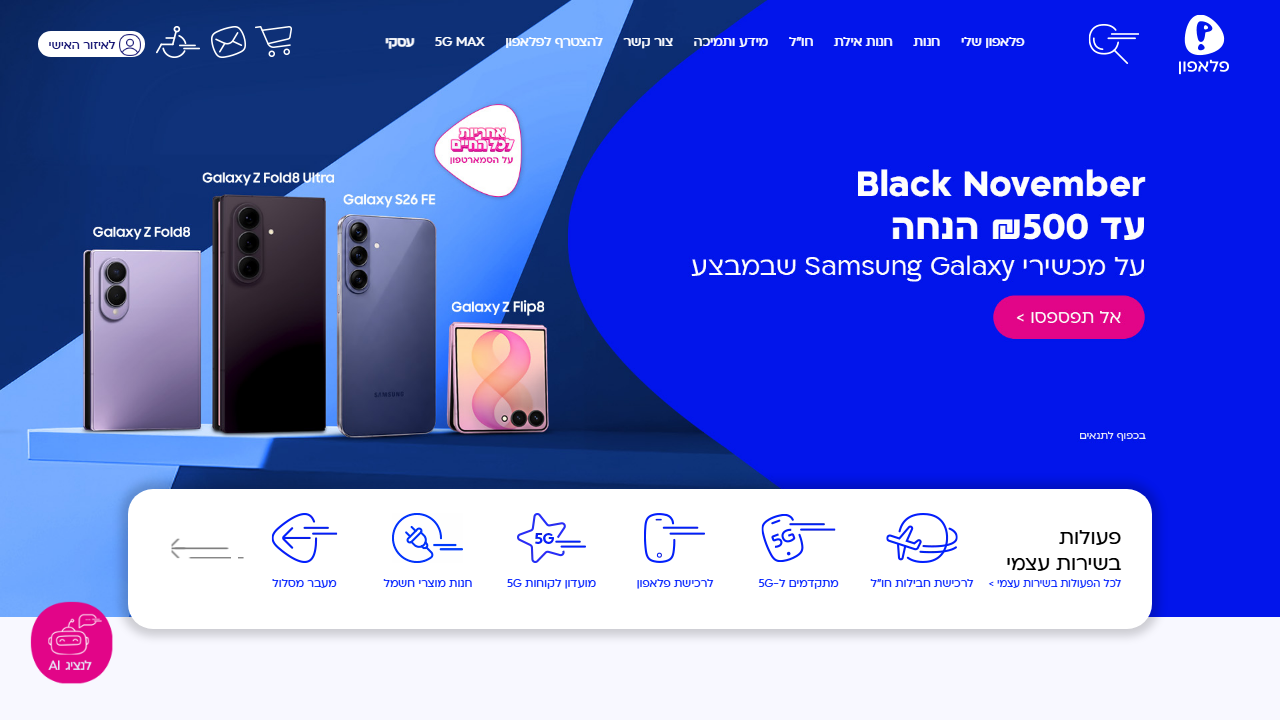 פלאפון
פלאפון שלי
חנות
חנות אילת
חו"ל
מידע ותמיכה
צור קשר
להצטרף לפלאפון
5G MAX
עסקי
לאיזור האישי
אחריות
לכל החיים
על הסמארטפון
Galaxy Z Fold8 Ultra
Galaxy S26 FE
Galaxy Z Fold8
Galaxy Z Flip8
SAMSUNG
Black November
עד 500₪ הנחה
על מכשירי Samsung Galaxy שבמבצע
אל תפספסו >
בכפוף לתנאים
פעולות
בשירות עצמי
לכל הפעולות בשירות עצמי >
לרכישת חבילות חו"ל
5G
מתקדמים ל-5G
לרכישת פלאפון
5G
מועדון לקוחות 5G
חנות מוצרי חשמל
מעבר מסלול
לנציג AI